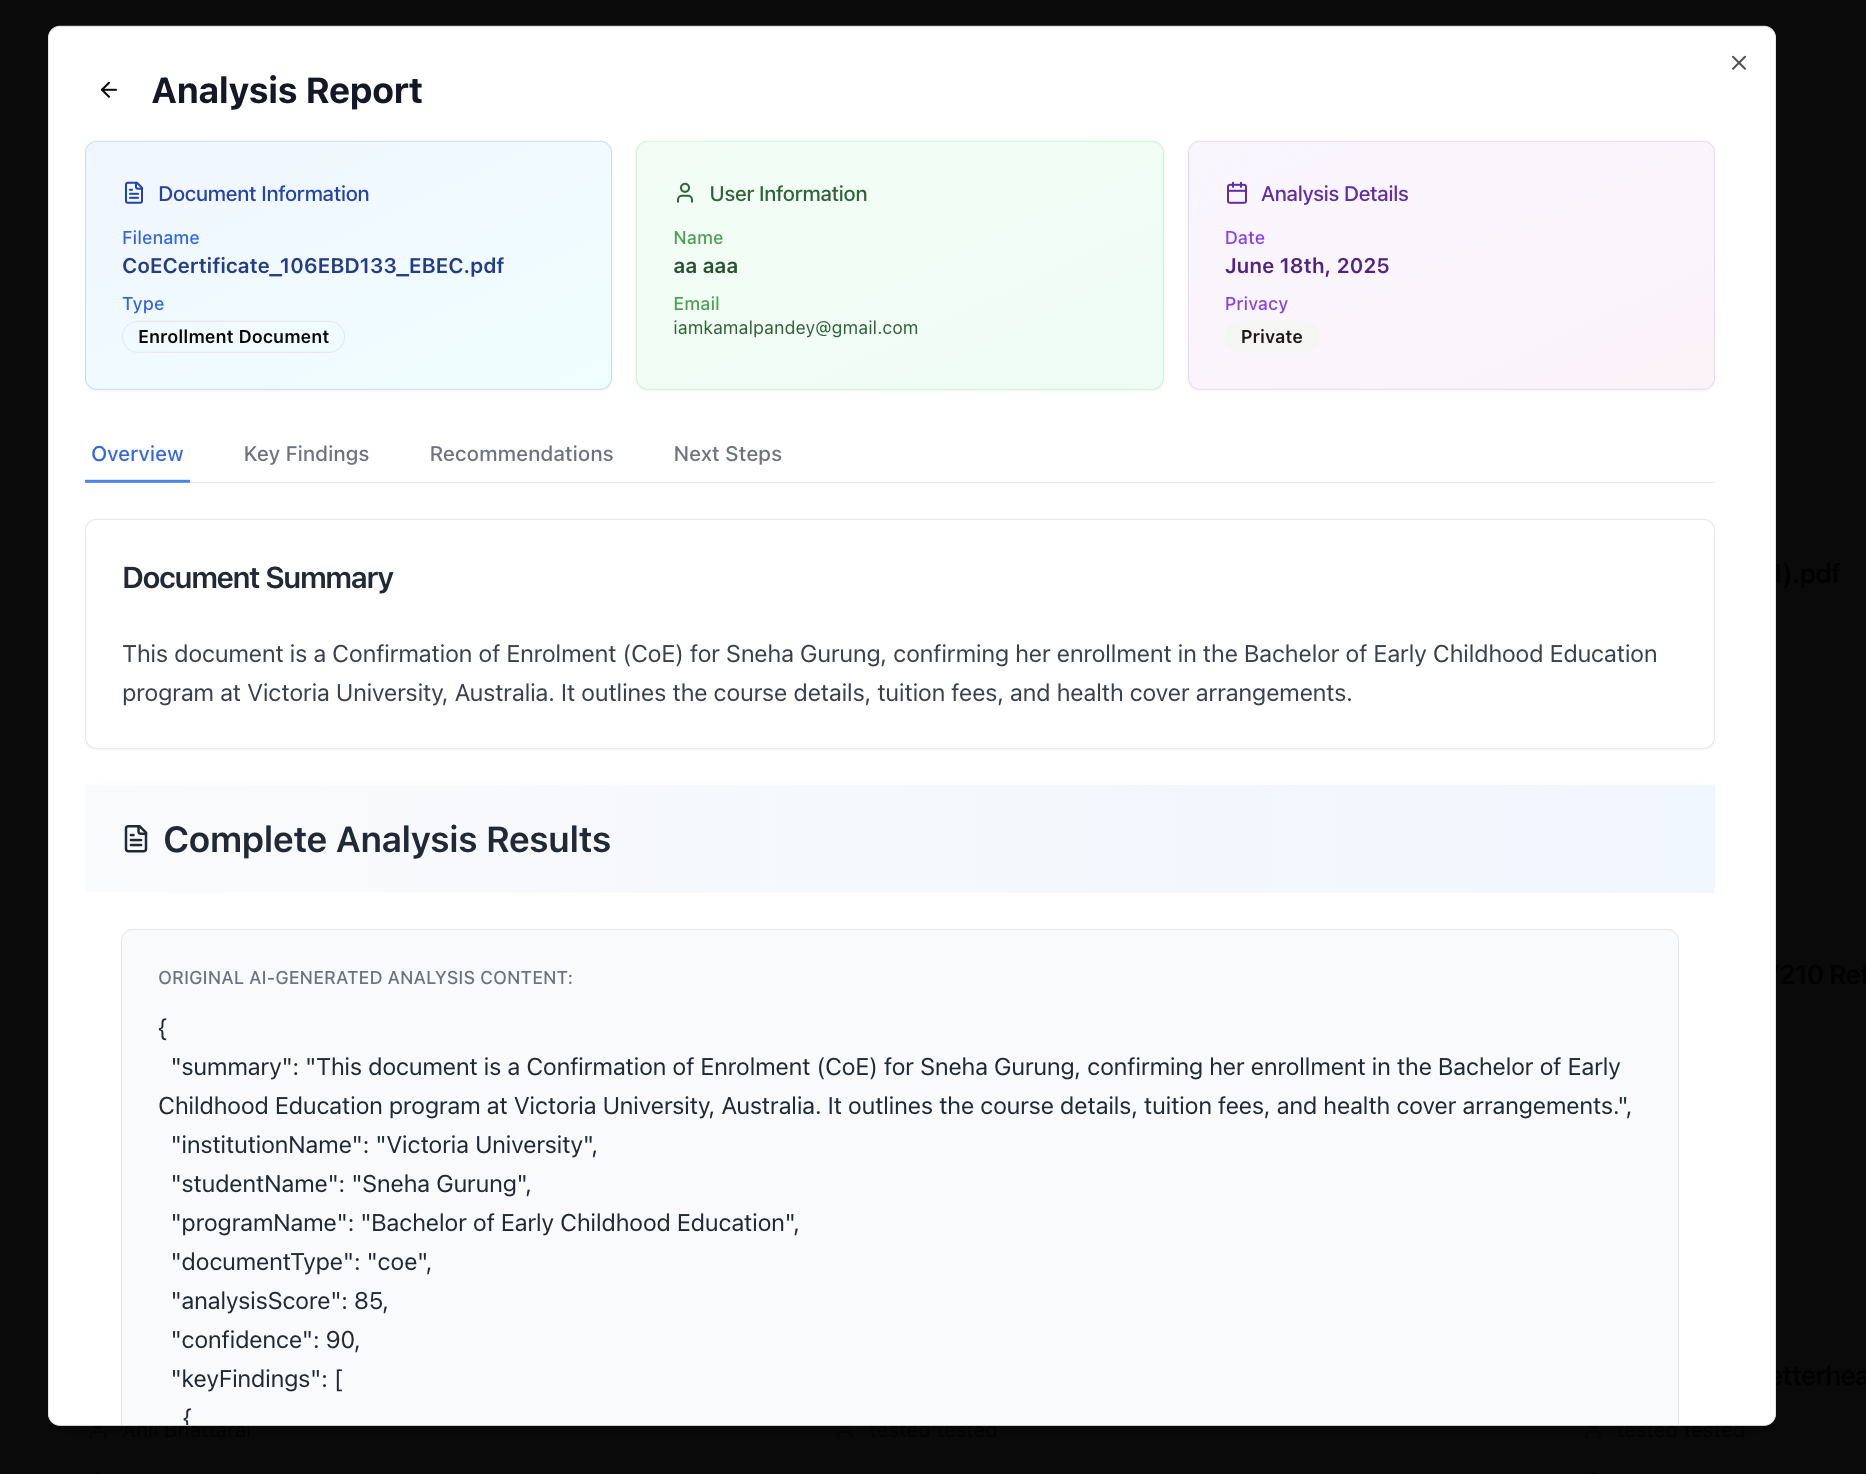 Analysis Report
Document Information
Filename
CoECertificate_106EBD133_EBEC.pdf
Type
Enrollment Document
User Information
Name
aa aaa
Email
iamkamalpandey@gmail.com
Analysis Details
Date
June 18th, 2025
Privacy
Private
Overview
Key Findings
Recommendations
Next Steps
Document Summary
This document is a Confirmation of Enrolment (CoE) for Sneha Gurung, confirming her enrollment in the Bachelor of Early Childhood Education
program at Victoria University, Australia. It outlines the course details, tuition fees, and health cover arrangements.
Complete Analysis Results
ORIGINAL AI-GENERATED ANALYSIS CONTENT:
{
"summary": "This document is a Confirmation of Enrolment (CoE) for Sneha Gurung, confirming her enrollment in the Bachelor of Early
Childhood Education program at Victoria University, Australia. It outlines the course details, tuition fees, and health cover arrangements.",
"institutionName": "Victoria University",
"studentName": "Sneha Gurung",
"programName": "Bachelor of Early Childhood Education",
"documentType": "coe",
"analysisScore": 85,
"confidence": 90,
"keyFindings": [
{
).pdf
210
tested tested
tested tested